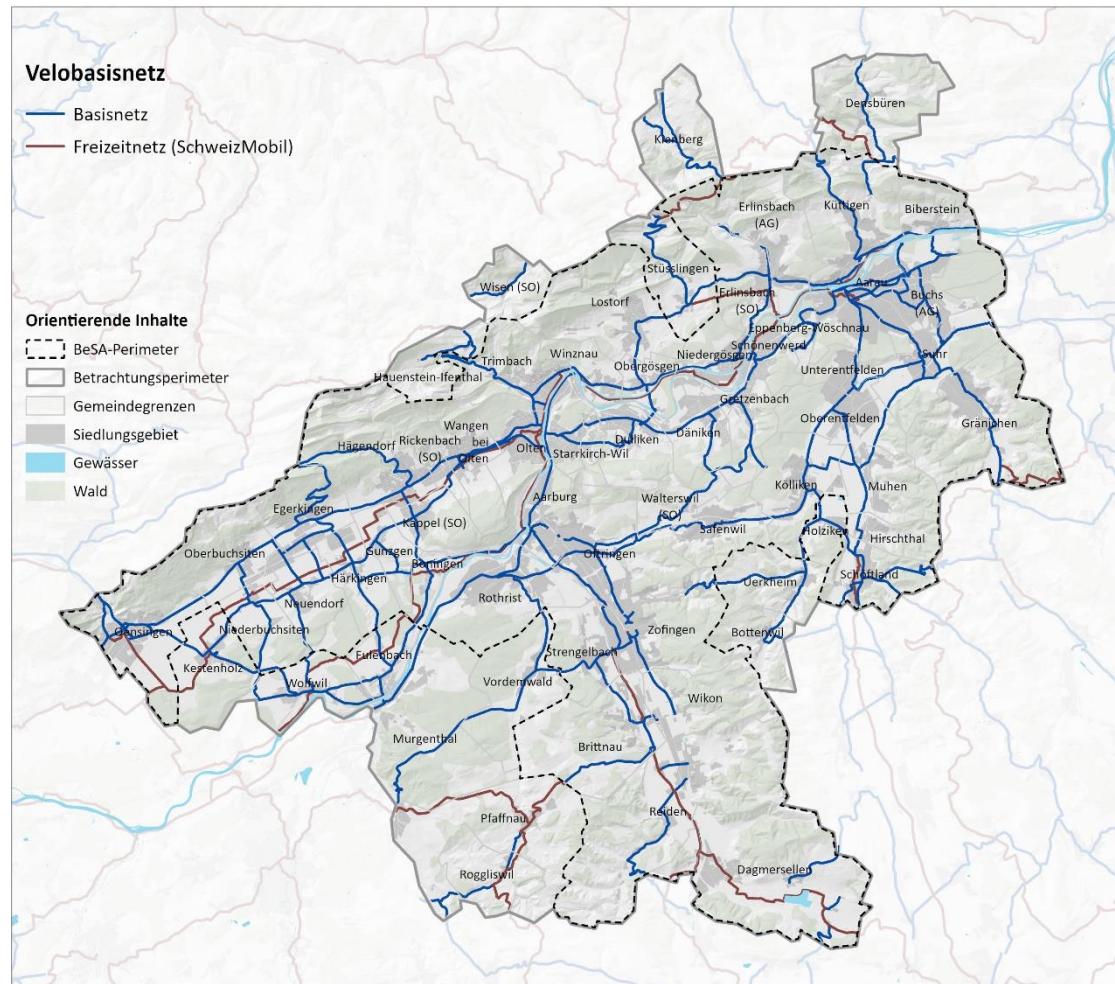 Velobasisnetz
Basisnetz
Freizeitnetz (SchweizMobil)
Orientierende Inhalte
BeSA-Perimeter
Betrachtungsperimeter
Gemeindegrenzen
Siedlungsgebiet
Gewässer
Wald
Densbüren
Kienberg
Erlinsbach
(AG)
Küttigen
Biberstein
Stüsslingen
Wisen (SO)
Lostorf
Erlinsbach
(SO)
Aarau
Buchs
(AG)
Eppenberg-Wöschnau
Schönenwerd
Niedergösgen
Suhr
Trimbach
Winznau
Obergösgen
Unterentfelden
Hauenstein-Ifenthal
Gretzenbach
Oberentfelden
Gränichen
Wangen
bei
Olten
Rickenbach
(SO)
Hägendorf
Olten
Starrkirch-Wil
Dulliken
Däniken
Aarburg
Walterswil
(SO)
Kölliken
Muhen
Egerkingen
Kappel (SO)
Safenwil
Holziken
Hirschthal
Oberbuchsiten
Gunzgen
Boningen
Oftringen
Härkingen
Uerkheim
Schöftland
Neuendorf
Rothrist
Oensingen
Niederbuchsiten
Zofingen
Bottenwil
Fulenbach
Strengelbach
Kestenholz
Wolfwil
Vordemwald
Wikon
Murgenthal
Brittnau
Pfaffnau
Reiden
Roggliswil
Dagmersellen